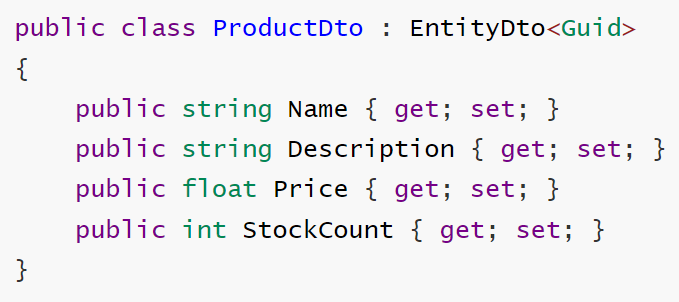 public class ProductDto : EntityDto<Guid>
{
    public string Name { get; set; }
    public string Description { get; set; }
    public float Price { get; set; }
    public int StockCount { get; set; }
}